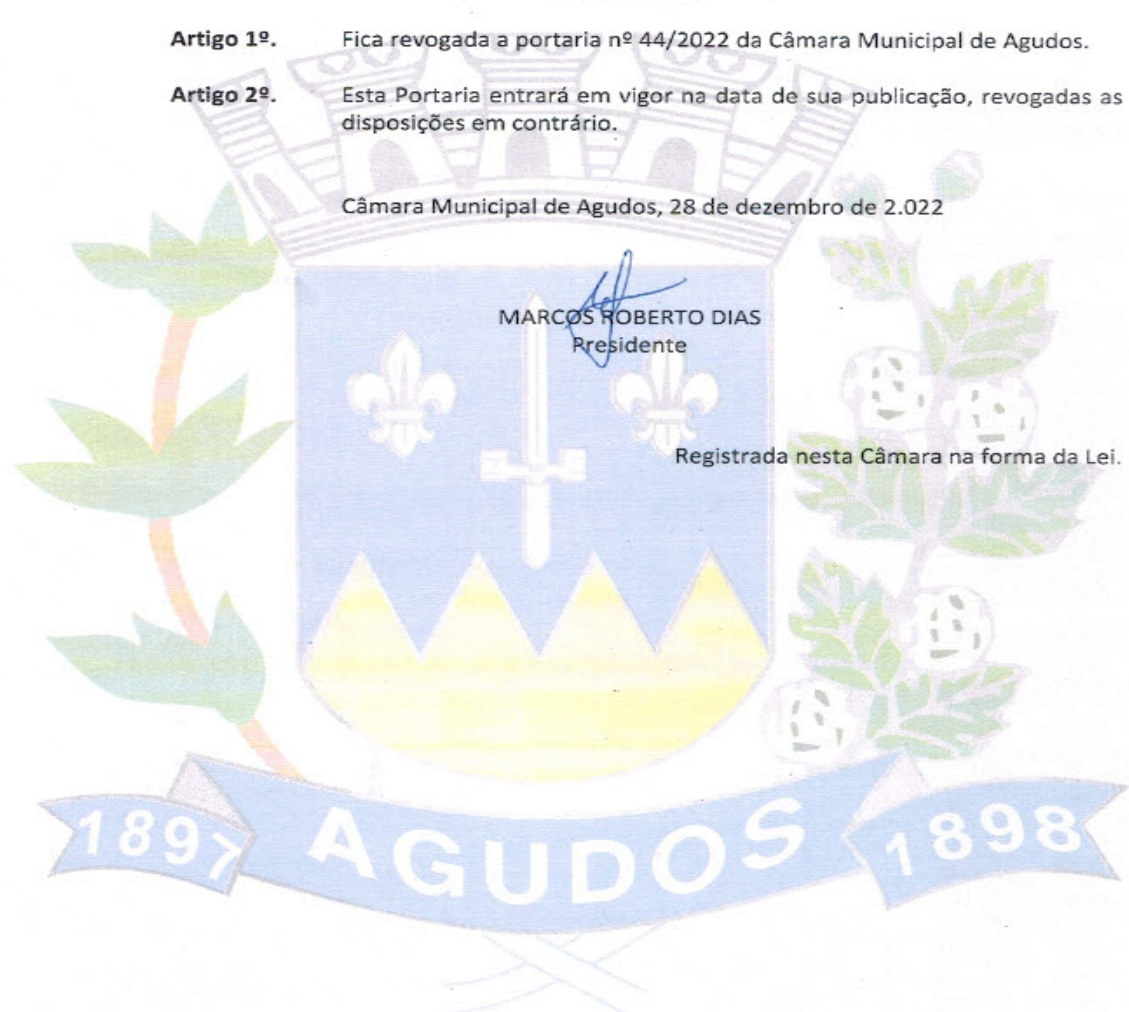 Artigo 1º. Fica revogada a portaria nº 44/2022 da Câmara Municipal de Agudos.
Artigo 2º. Esta Portaria entrará em vigor na data de sua publicação, revogadas as
disposições em contrário.
Câmara Municipal de Agudos, 28 de dezembro de 2.022
MARCOS ROBERTO DIAS
Presidente
Registrada nesta Câmara na forma da Lei.
1897 AGUDOS 1898